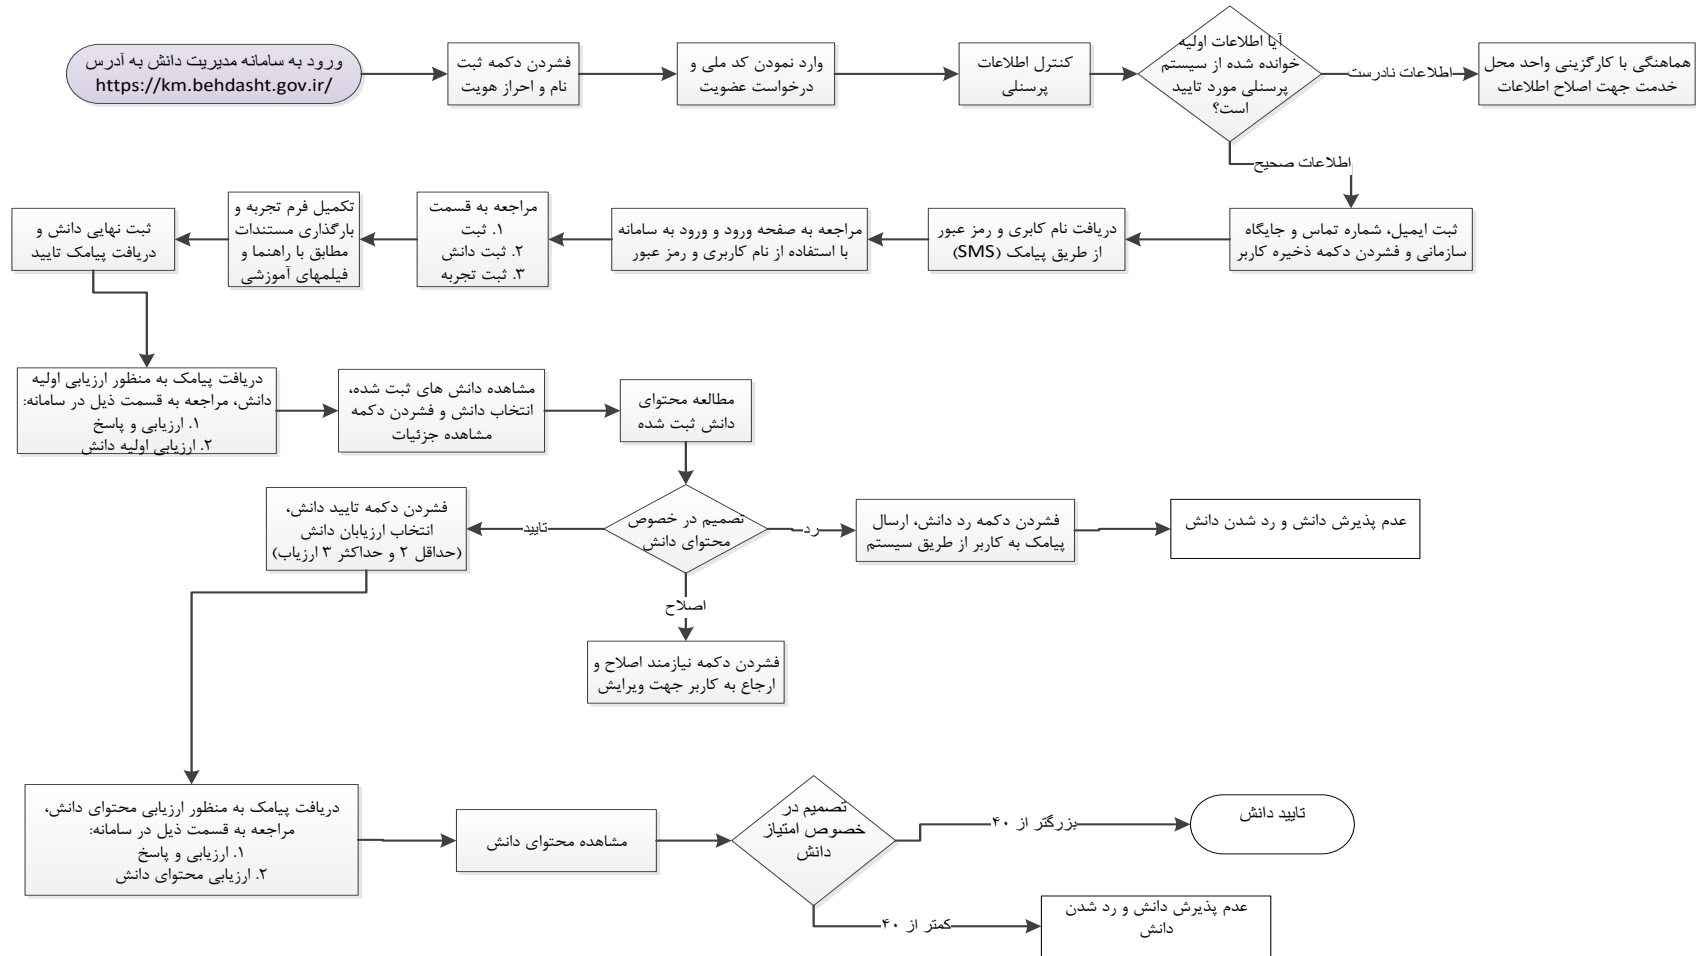 ورود به سامانه مدیریت دانش به آدرس
https://km.behdasht.gov.ir/
فشردن دکمه ثبت
نام و احراز هویت
وارد نمودن کد ملی و
درخواست عضویت
کنترل اطلاعات
پرسنلی
آیا اطلاعات اولیه
خوانده شده از سیستم
پرسنلی مورد تایید
است؟
اطلاعات نادرست
هماهنگی با کارگزینی واحد محل
خدمت جهت اصلاح اطلاعات
اطلاعات صحیح
ثبت ایمیل، شماره تماس و جایگاه
سازمانی و فشردن دکمه ذخیره کاربر
دریافت نام کابری و رمز عبور
از طریق پیامک (SMS)
مراجعه به صفحه ورود و ورود به سامانه
با استفاده از نام کاربری و رمز عبور
مراجعه به قسمت
۱. ثبت
۲. ثبت دانش
۳. ثبت تجربه
تکمیل فرم تجربه و
بارگذاری مستندات
مطابق با راهنما و
فیلمهای آموزشی
ثبت نهایی دانش و
دریافت پیامک تایید
دریافت پیامک به منظور ارزیابی اولیه
دانش، مراجعه به قسمت ذیل در سامانه:
۱. ارزیابی و پاسخ
۲. ارزیابی اولیه دانش
مشاهده دانش های ثبت شده،
انتخاب دانش و فشردن دکمه
مشاهده جزئیات
مطالعه محتوای
دانش ثبت شده
تصمیم در خصوص
محتوای دانش
تایید
فشردن دکمه تایید دانش،
انتخاب ارزیابان دانش
(حداقل ۲ و حداکثر ۳ ارزیاب)
رد
فشردن دکمه رد دانش، ارسال
پیامک به کاربر از طریق سیستم
عدم پذیرش دانش و رد شدن دانش
اصلاح
فشردن دکمه نیازمند اصلاح و
ارجاع به کاربر جهت ویرایش
دریافت پیامک به منظور ارزیابی محتوای دانش،
مراجعه به قسمت ذیل در سامانه:
۱. ارزیابی و پاسخ
۲. ارزیابی محتوای دانش
مشاهده محتوای دانش
تصمیم در
خصوص امتیاز
دانش
بزرگتر از ۴۰
تایید دانش
کمتر از ۴۰
عدم پذیرش دانش و رد شدن
دانش